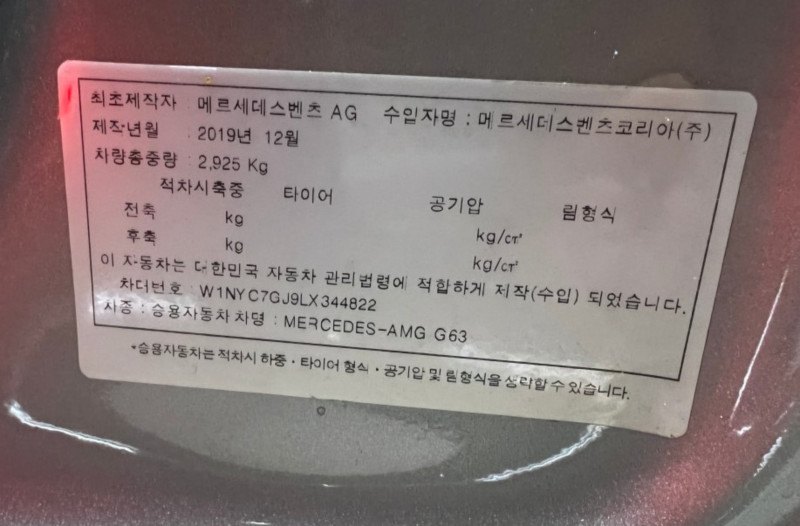 최초제작자 : 메르세데스벤츠 AG 수입자명 : 메르세데스벤츠코리아(주)
제작년월 : 2019년 12월
차량총중량 : 2,925 Kg
적차시축중 타이어 공기압 림형식
전축 kg kg/㎠
후축 kg kg/㎠
이 자동차는 대한민국 자동차 관리법령에 적합하게 제작(수입) 되었습니다.
차대번호 : W1NYC7GJ9LX344822
차종 : 승용자동차 차명 : MERCEDES-AMG G63
*승용자동차는 적차시 하중·타이어 형식·공기압 및 림형식을 생략할 수 있습니다.